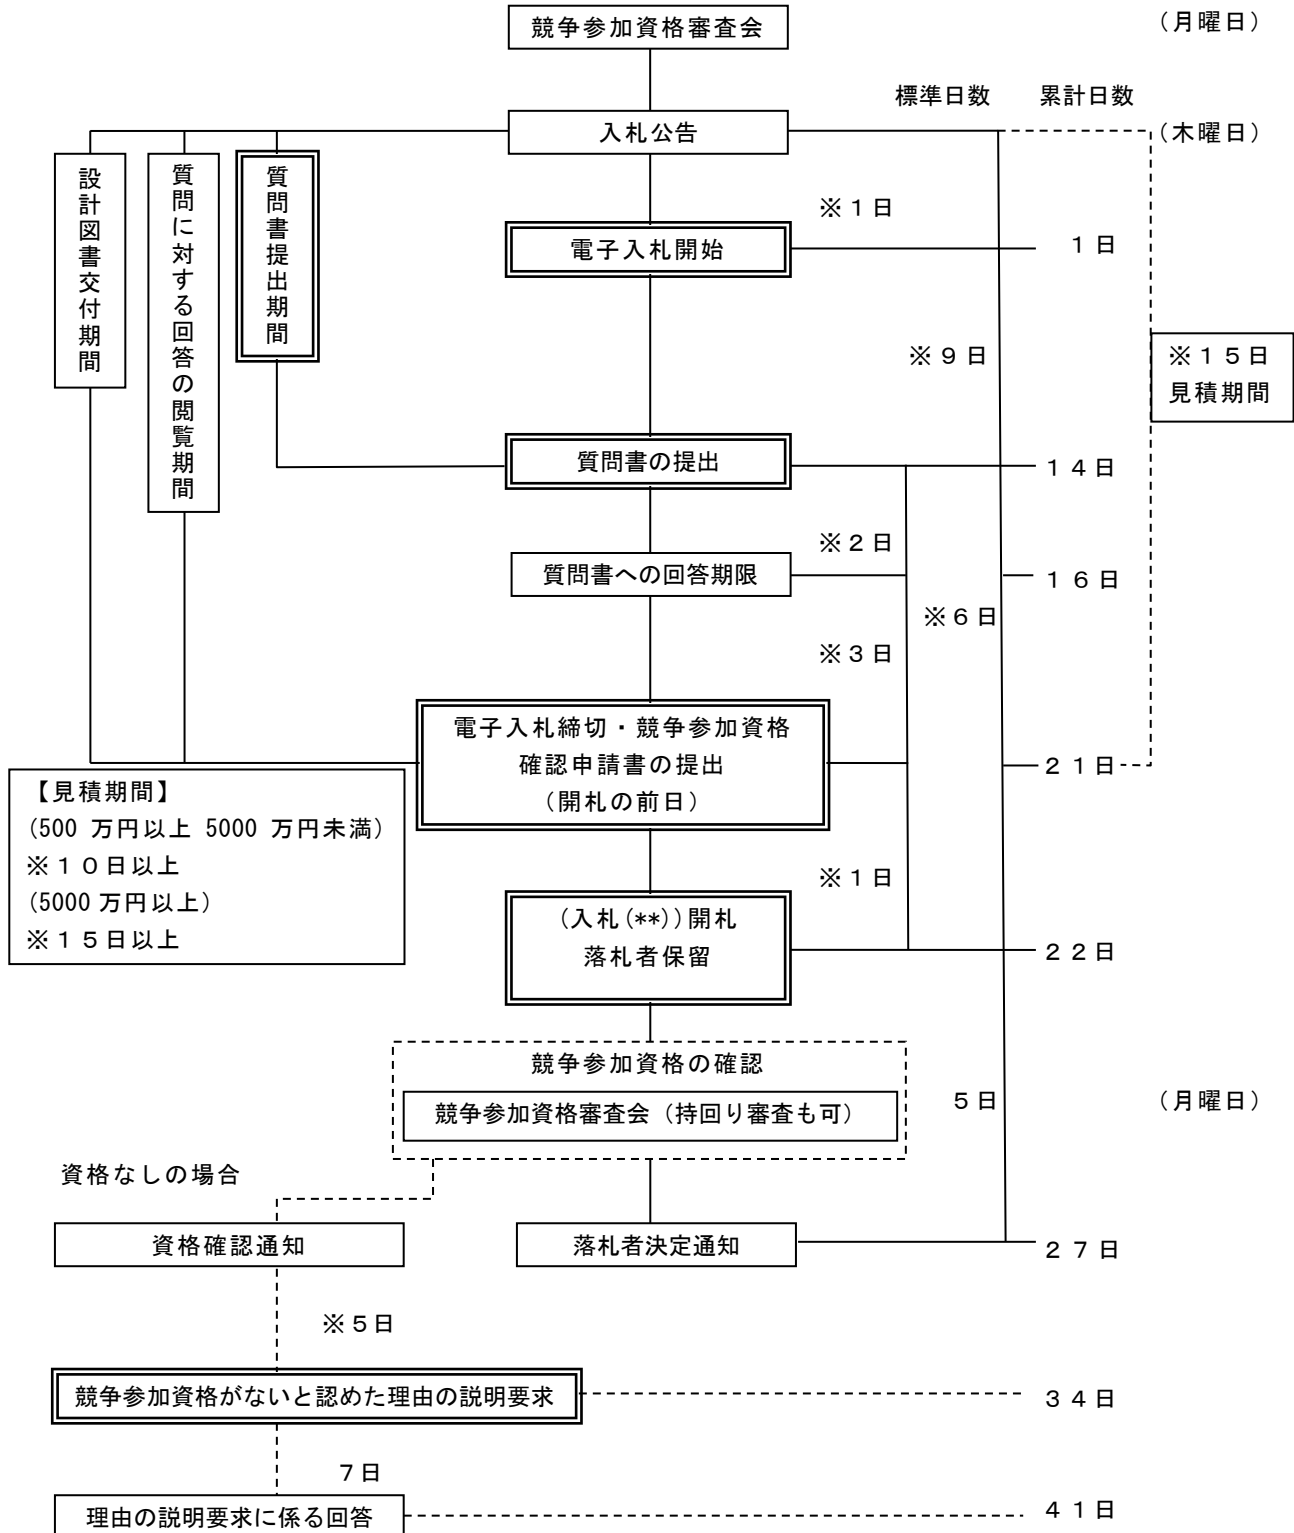 競争参加資格審査会
（月曜日）
標準日数
累計日数
入札公告
（木曜日）
設計図書交付期間
質問に対する回答の閲覧期間
質問書提出期間
※１日
電子入札開始
１日
※９日
※１５日
見積期間
質問書の提出
１４日
※２日
質問書への回答期限
１６日
※６日
※３日
電子入札締切・競争参加資格
確認申請書の提出
（開札の前日）
２１日
【見積期間】
(500 万円以上 5000 万円未満)
※１０日以上
(5000 万円以上)
※１５日以上
※１日
(入札(**))開札
落札者保留
２２日
競争参加資格の確認
競争参加資格審査会（持回り審査も可）
５日
（月曜日）
資格なしの場合
資格確認通知
落札者決定通知
２７日
※５日
競争参加資格がないと認めた理由の説明要求
３４日
７日
理由の説明要求に係る回答
４１日